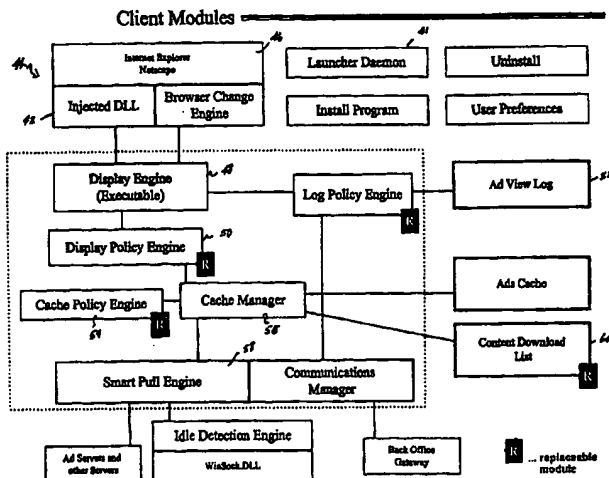 Client Modules
Internet Explorer
Netscape
Injected DLL
Browser Change
Engine
Launcher Daemon
Uninstall
Install Program
User Preferences
46
41
42
Display Engine
(Executable)
48
Log Policy Engine
R
Ad View Log
Display Policy Engine
50
R
Cache Policy Engine
54
R
Cache Manager
56
Ads Cache
Content Download
List
R
58
Smart Pull Engine
Communications
Manager
Idle Detection Engine
WinSock.DLL
Ad Servers and
other Servers
Back Office
Gateway
R ... replaceable
module